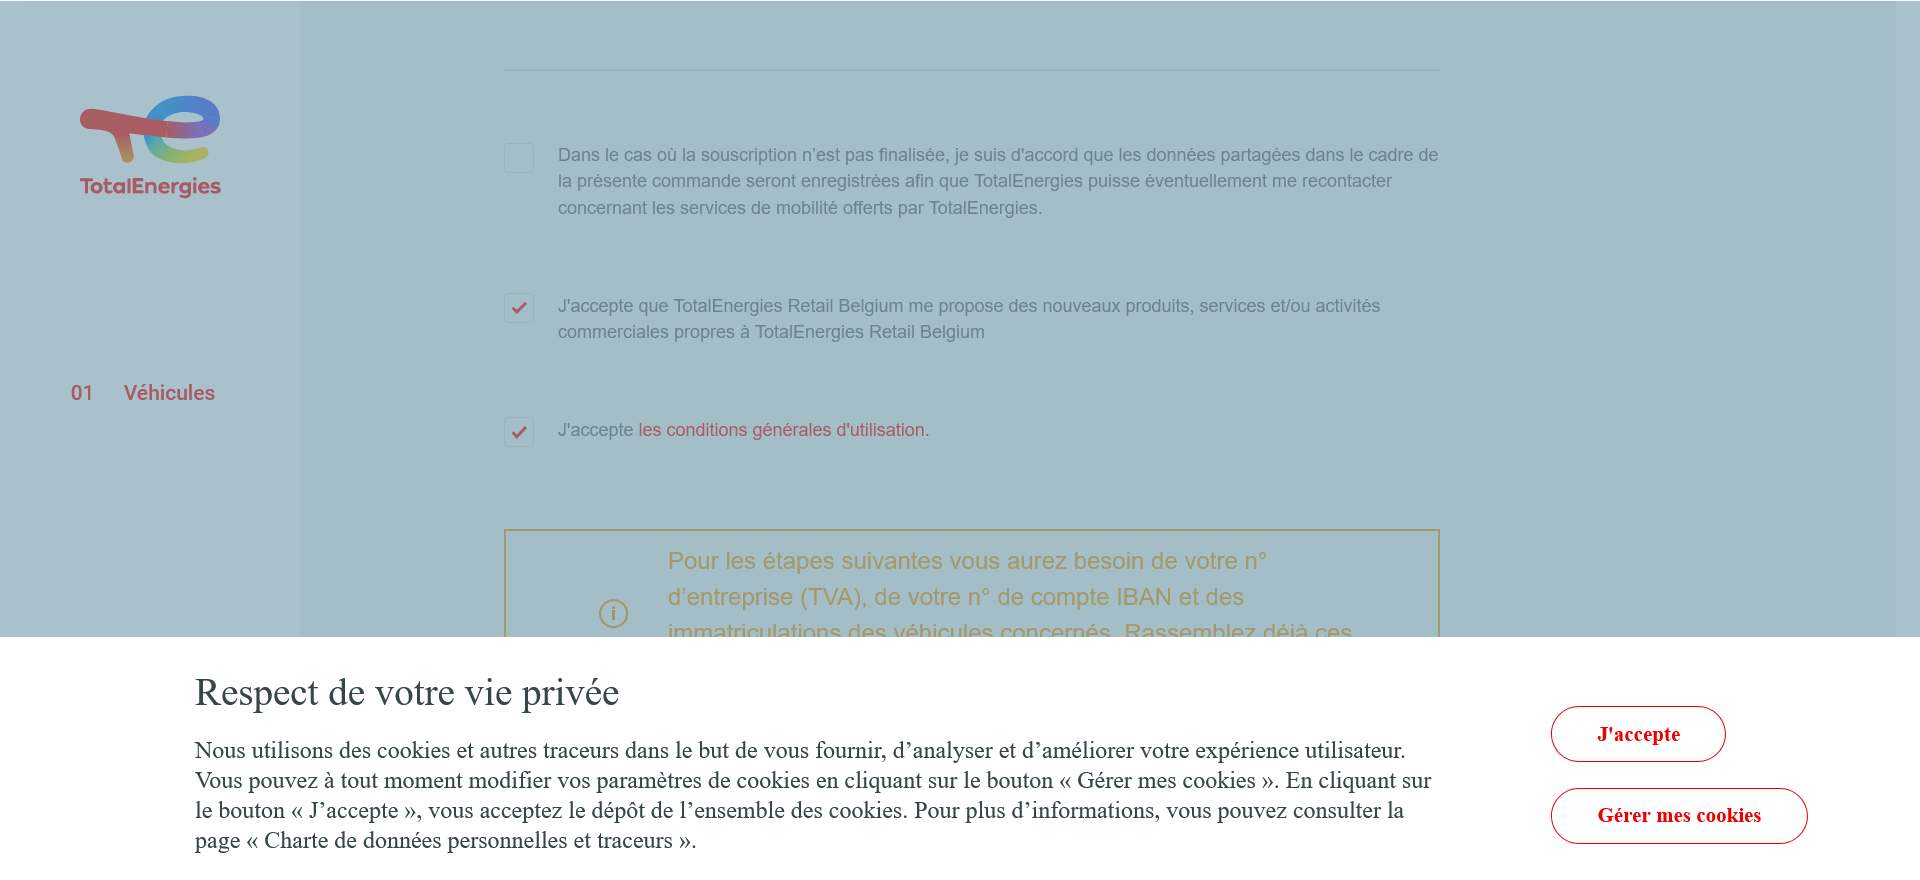 TotalEnergies
01 Véhicules
Dans le cas où la souscription n’est pas finalisée, je suis d'accord que les données partagées dans le cadre de
la présente commande seront enregistrées afin que TotalEnergies puisse éventuellement me recontacter
concernant les services de mobilité offerts par TotalEnergies.
J'accepte que TotalEnergies Retail Belgium me propose des nouveaux produits, services et/ou activités
commerciales propres à TotalEnergies Retail Belgium
J'accepte les conditions générales d'utilisation.
Pour les étapes suivantes vous aurez besoin de votre n°
d’entreprise (TVA), de votre n° de compte IBAN et des
immatriculations des véhicules concernés. Rassemblez déjà ces
Respect de votre vie privée
Nous utilisons des cookies et autres traceurs dans le but de vous fournir, d’analyser et d’améliorer votre expérience utilisateur.
Vous pouvez à tout moment modifier vos paramètres de cookies en cliquant sur le bouton « Gérer mes cookies ». En cliquant sur
le bouton « J’accepte », vous acceptez le dépôt de l’ensemble des cookies. Pour plus d’informations, vous pouvez consulter la
page « Charte de données personnelles et traceurs ».
J'accepte
Gérer mes cookies